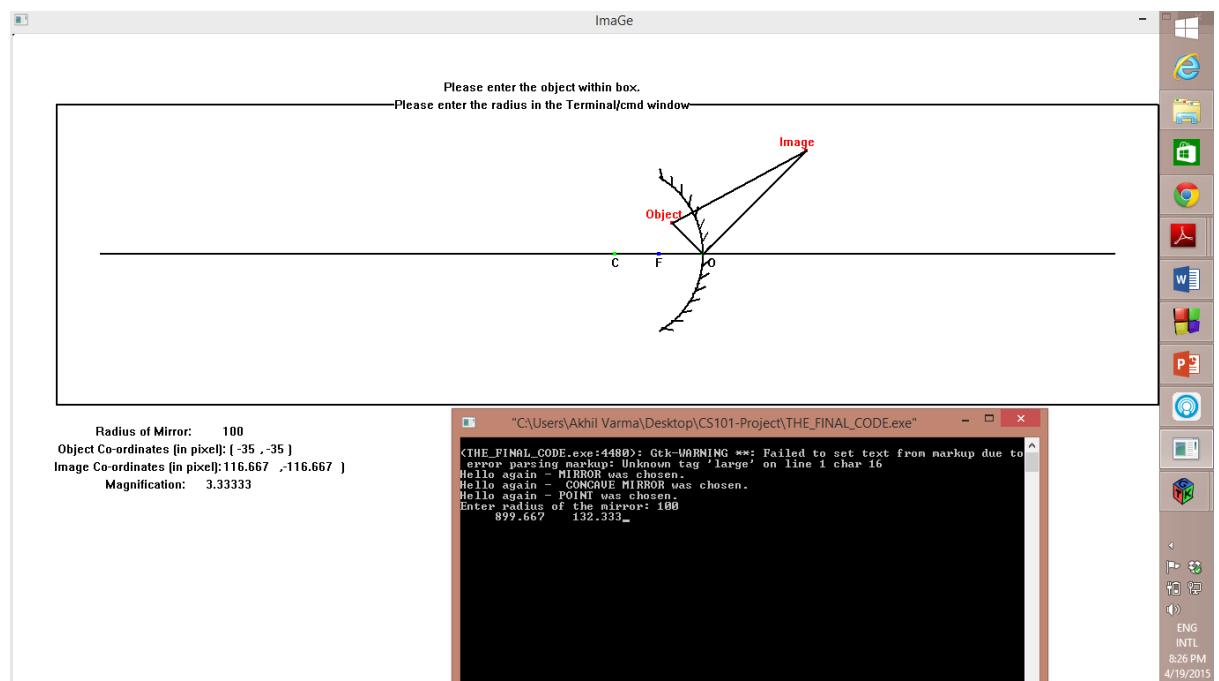 ImaGe
Please enter the object within box.
Please enter the radius in the Terminal/cmd window
Image
Object
C F O
Radius of Mirror: 100
Object Co-ordinates (in pixel): ( -35 , -35 )
Image Co-ordinates (in pixel): 116.667 ,-116.667 )
Magnification: 3.33333
"C:\Users\Akhil Varma\Desktop\CS101-Project\THE_FINAL_CODE.exe"
(THE_FINAL_CODE.exe:4480): Gtk-WARNING **: Failed to set text from markup due to
error parsing markup: Unknown tag 'large' on line 1 char 16
Hello again - MIRROR was chosen.
Hello again -  CONCAVE MIRROR was chosen.
Hello again - POINT was chosen.
Enter radius of the mirror: 100
899.667 132.333_
ENG
INTL
8:26 PM
4/19/2015